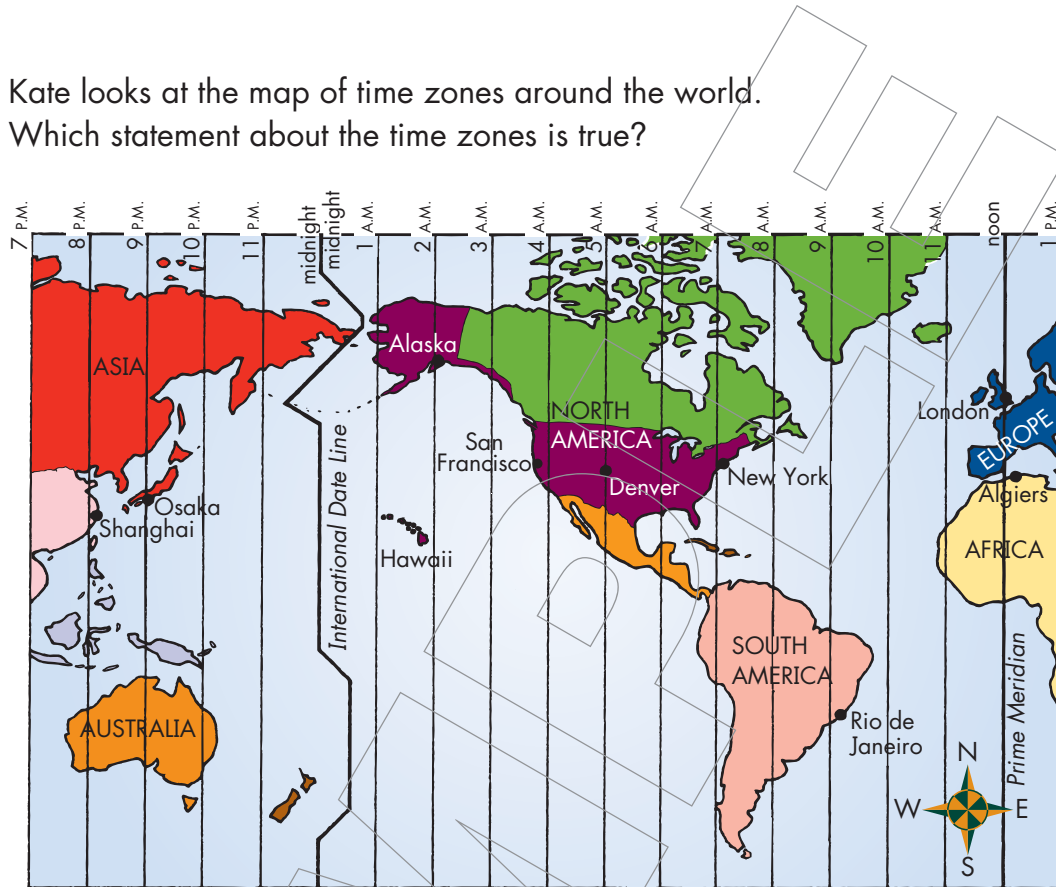 Kate looks at the map of time zones around the world.
Which statement about the time zones is true?
7 P.M.
8 P.M.
9 P.M.
10 P.M.
11 P.M.
midnight
midnight
1 A.M.
2 A.M.
3 A.M.
4 A.M.
5 A.M.
6 A.M.
7 A.M.
8 A.M.
9 A.M.
10 A.M.
11 A.M.
noon
1 P.M.
ASIA
Alaska
NORTH
AMERICA
San
Francisco
Denver
New York
London
EUROPE
Algiers
AFRICA
Osaka
Shanghai
Hawaii
International Date Line
AUSTRALIA
SOUTH
AMERICA
Rio de
Janeiro
Prime Meridian
N
W
E
S